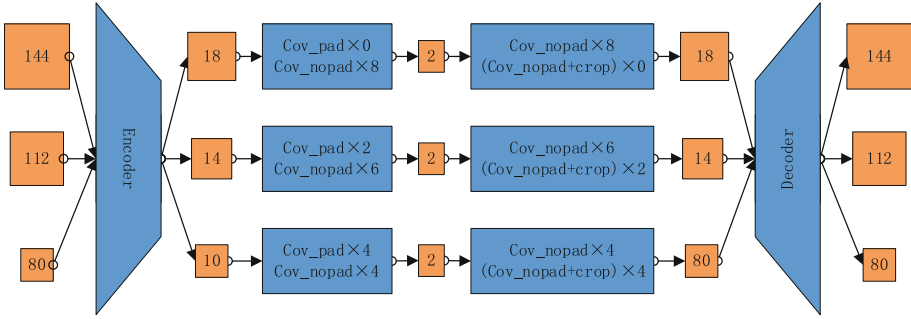 144
112
80
Encoder
18
Cov_pad×0
Cov_nopad×8
2
Cov_nopad×8
(Cov_nopad+crop)×0
18
14
Cov_pad×2
Cov_nopad×6
2
Cov_nopad×6
(Cov_nopad+crop)×2
14
10
Cov_pad×4
Cov_nopad×4
2
Cov_nopad×4
(Cov_nopad+crop)×4
80
Decoder
144
112
80